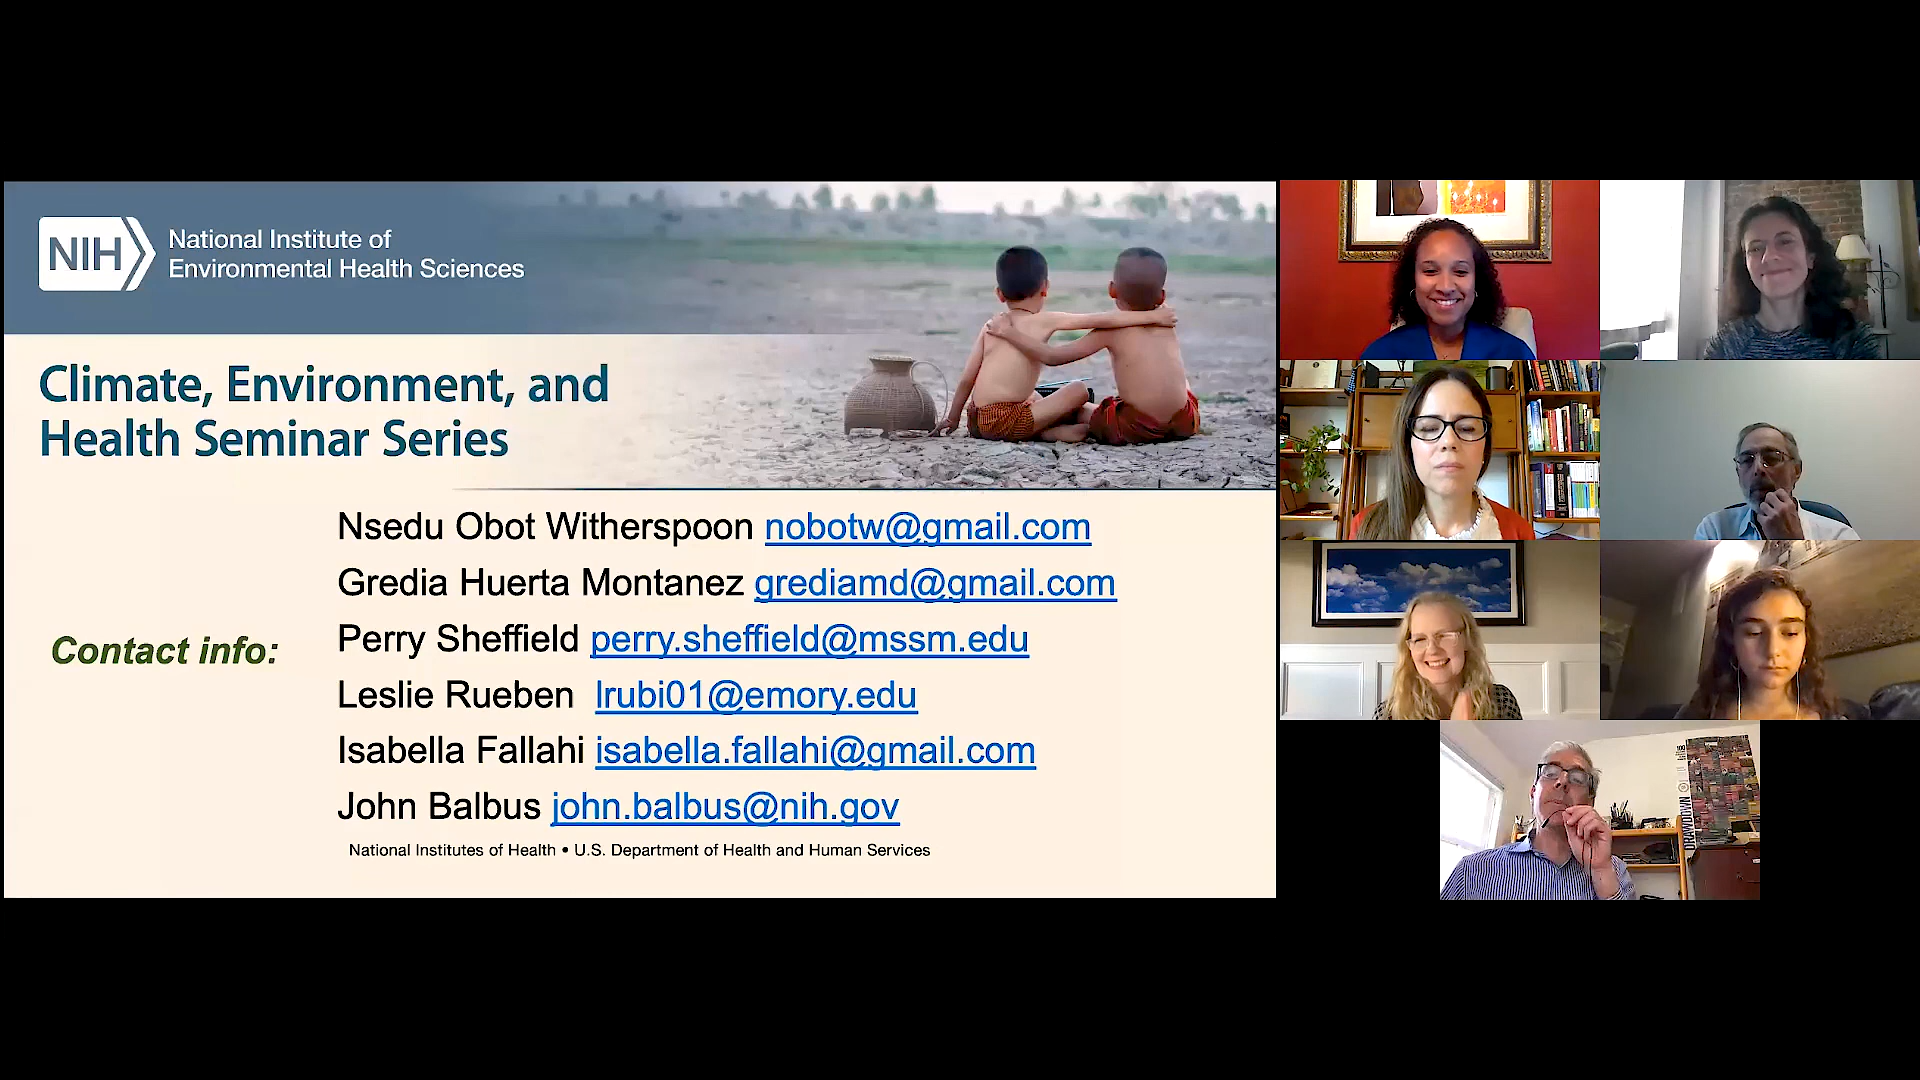 NIH
National Institute of
Environmental Health Sciences
Climate, Environment, and
Health Seminar Series
Contact info:
Nsedu Obot Witherspoon nobotw@gmail.com
Gredia Huerta Montanez grediamd@gmail.com
Perry Sheffield perry.sheffield@mssm.edu
Leslie Rueben lrubi01@emory.edu
Isabella Fallahi isabella.fallahi@gmail.com
John Balbus john.balbus@nih.gov
National Institutes of Health • U.S. Department of Health and Human Services
DRAWDOWN